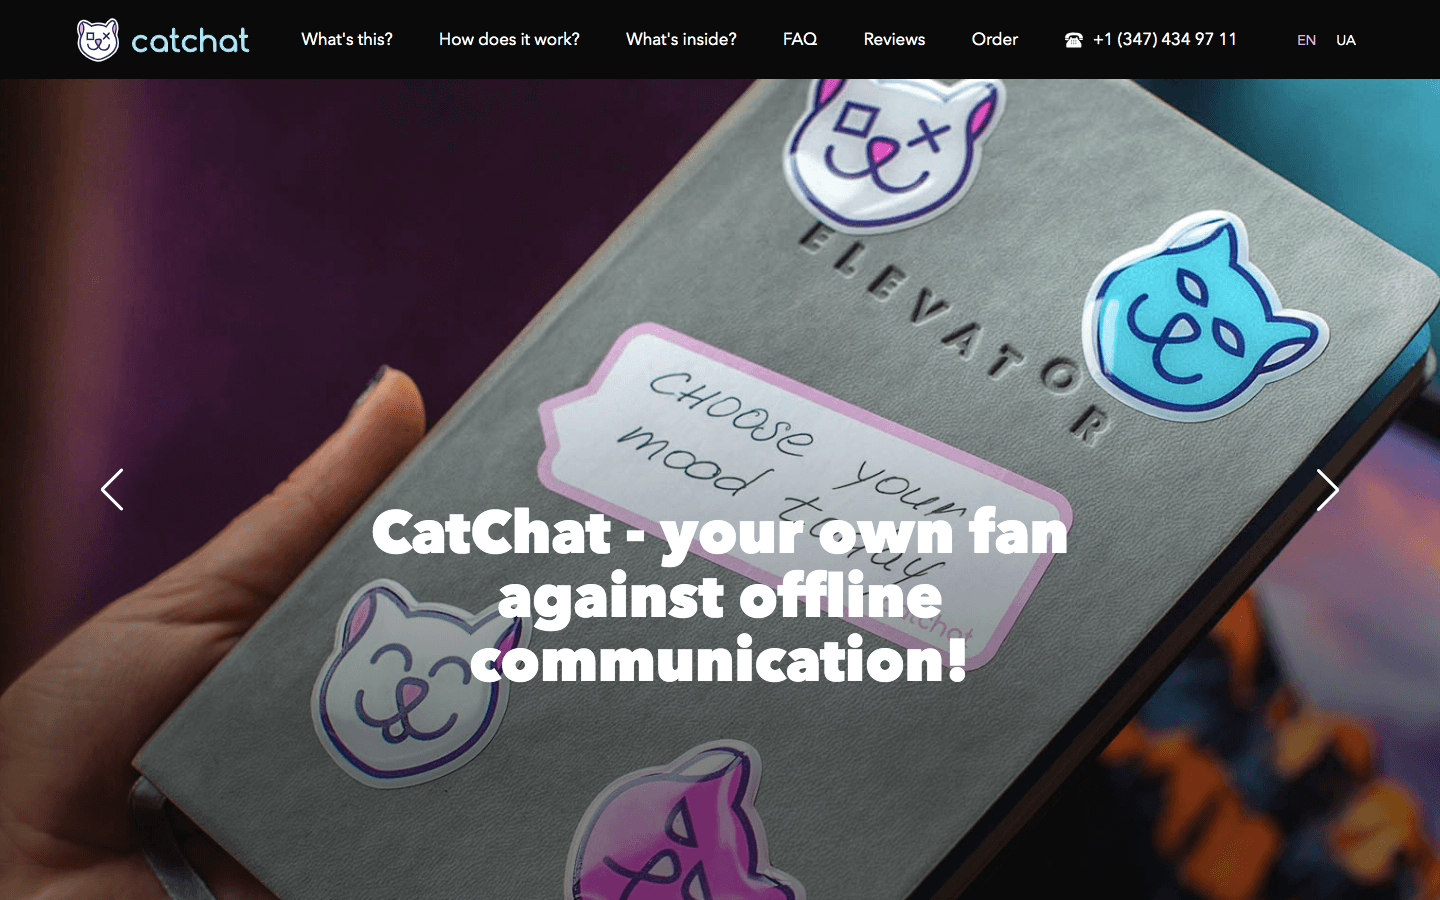 catchat
What's this?
How does it work?
What's inside?
FAQ
Reviews
Order
+1 (347) 434 97 11
EN
UA
ELEVATOR
CHOOSE your
mood today
catchat
CatChat - your own fan
against offline
communication!